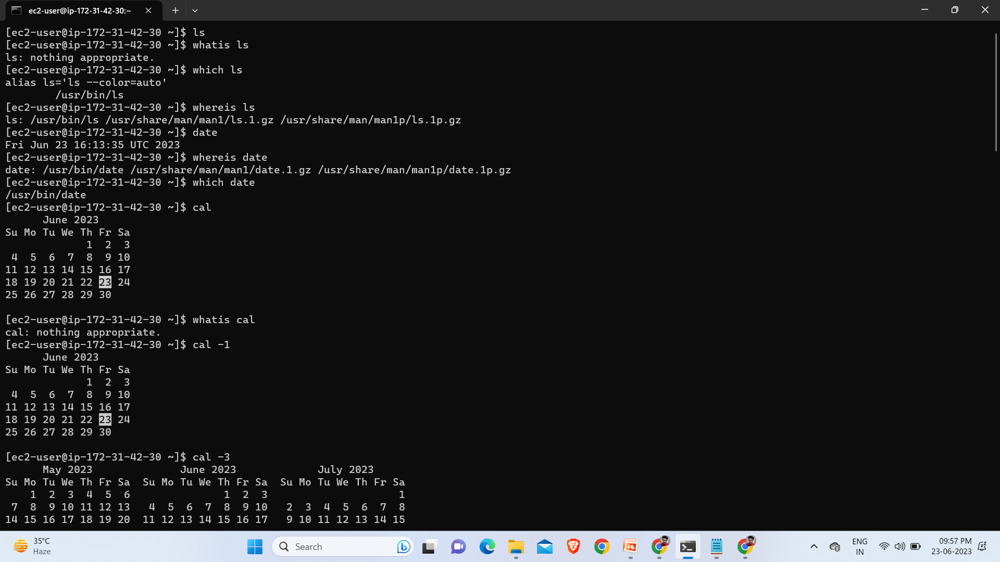 ec2-user@ip-172-31-42-30:~
[ec2-user@ip-172-31-42-30 ~]$ ls
[ec2-user@ip-172-31-42-30 ~]$ whatis ls
ls: nothing appropriate.
[ec2-user@ip-172-31-42-30 ~]$ which ls
alias ls='ls --color=auto'
        /usr/bin/ls
[ec2-user@ip-172-31-42-30 ~]$ whereis ls
ls: /usr/bin/ls /usr/share/man/man1/ls.1.gz /usr/share/man/man1p/ls.1p.gz
[ec2-user@ip-172-31-42-30 ~]$ date
Fri Jun 23 16:13:35 UTC 2023
[ec2-user@ip-172-31-42-30 ~]$ whereis date
date: /usr/bin/date /usr/share/man/man1/date.1.gz /usr/share/man/man1p/date.1p.gz
[ec2-user@ip-172-31-42-30 ~]$ which date
/usr/bin/date
[ec2-user@ip-172-31-42-30 ~]$ cal
      June 2023
Su Mo Tu We Th Fr Sa
             1  2  3
 4  5  6  7  8  9 10
11 12 13 14 15 16 17
18 19 20 21 22 23 24
25 26 27 28 29 30
[ec2-user@ip-172-31-42-30 ~]$ whatis cal
cal: nothing appropriate.
[ec2-user@ip-172-31-42-30 ~]$ cal -1
      June 2023
Su Mo Tu We Th Fr Sa
             1  2  3
 4  5  6  7  8  9 10
11 12 13 14 15 16 17
18 19 20 21 22 23 24
25 26 27 28 29 30
[ec2-user@ip-172-31-42-30 ~]$ cal -3
      May 2023              June 2023             July 2023
Su Mo Tu We Th Fr Sa  Su Mo Tu We Th Fr Sa  Su Mo Tu We Th Fr Sa
    1  2  3  4  5  6               1  2  3                     1
 7  8  9 10 11 12 13   4  5  6  7  8  9 10   2  3  4  5  6  7  8
14 15 16 17 18 19 20  11 12 13 14 15 16 17   9 10 11 12 13 14 15
35°C
Haze
Search
ENG
IN
09:57 PM
23-06-2023